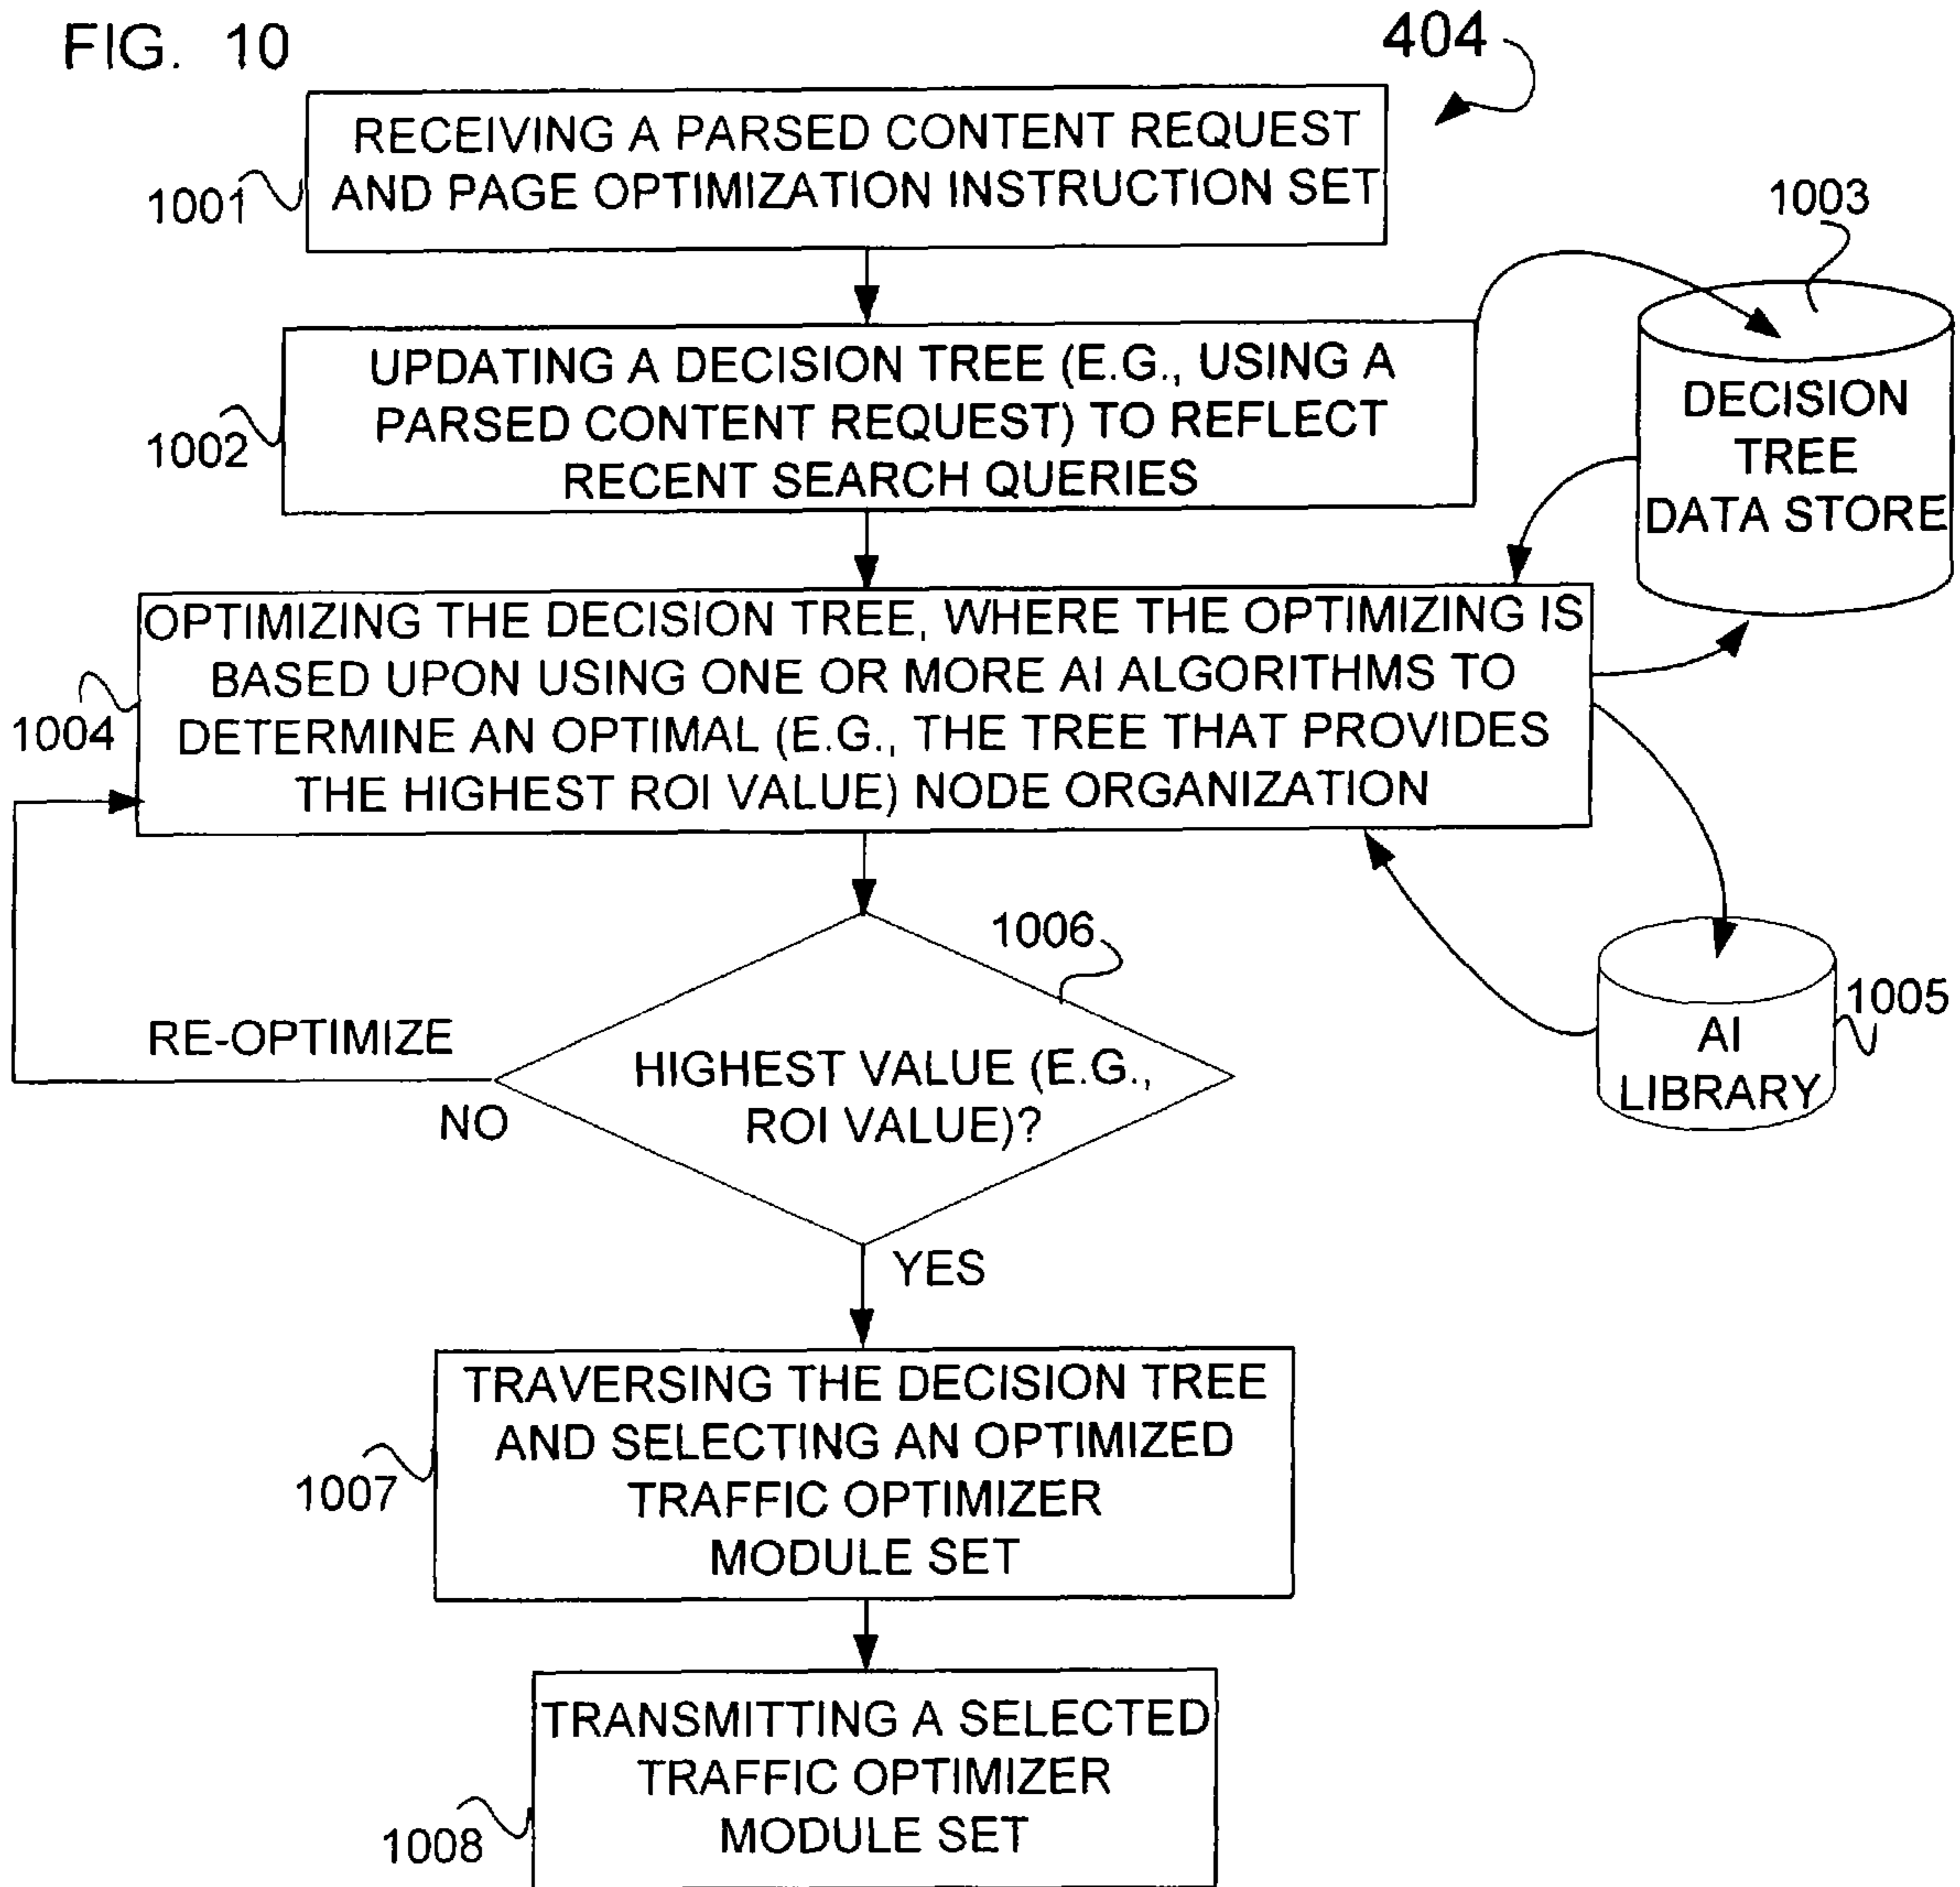 FIG. 10
404
RECEIVING A PARSED CONTENT REQUEST
AND PAGE OPTIMIZATION INSTRUCTION SET
1001
1003
UPDATING A DECISION TREE (E.G., USING A
PARSED CONTENT REQUEST) TO REFLECT
RECENT SEARCH QUERIES
1002
DECISION
TREE
DATA STORE
OPTIMIZING THE DECISION TREE, WHERE THE OPTIMIZING IS
BASED UPON USING ONE OR MORE AI ALGORITHMS TO
DETERMINE AN OPTIMAL (E.G., THE TREE THAT PROVIDES
THE HIGHEST ROI VALUE) NODE ORGANIZATION
1004
1006
1005
AI
LIBRARY
RE-OPTIMIZE
HIGHEST VALUE (E.G.,
ROI VALUE)?
NO
YES
TRAVERSING THE DECISION TREE
AND SELECTING AN OPTIMIZED
TRAFFIC OPTIMIZER
MODULE SET
1007
TRANSMITTING A SELECTED
TRAFFIC OPTIMIZER
MODULE SET
1008